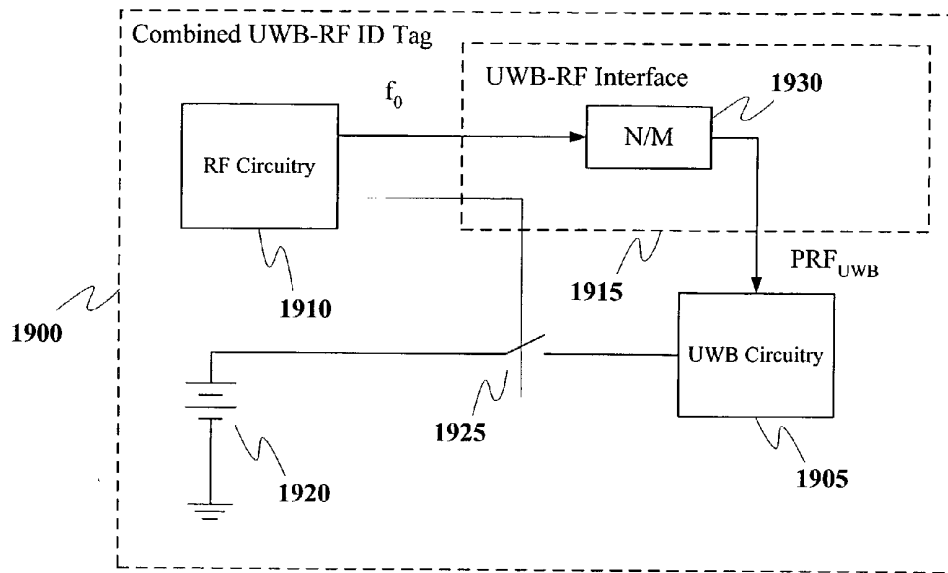 Combined UWB-RF ID Tag
UWB-RF Interface
1930
f0
N/M
RF Circuitry
PRFUWB
1915
1910
1900
UWB Circuitry
1925
1920
1905